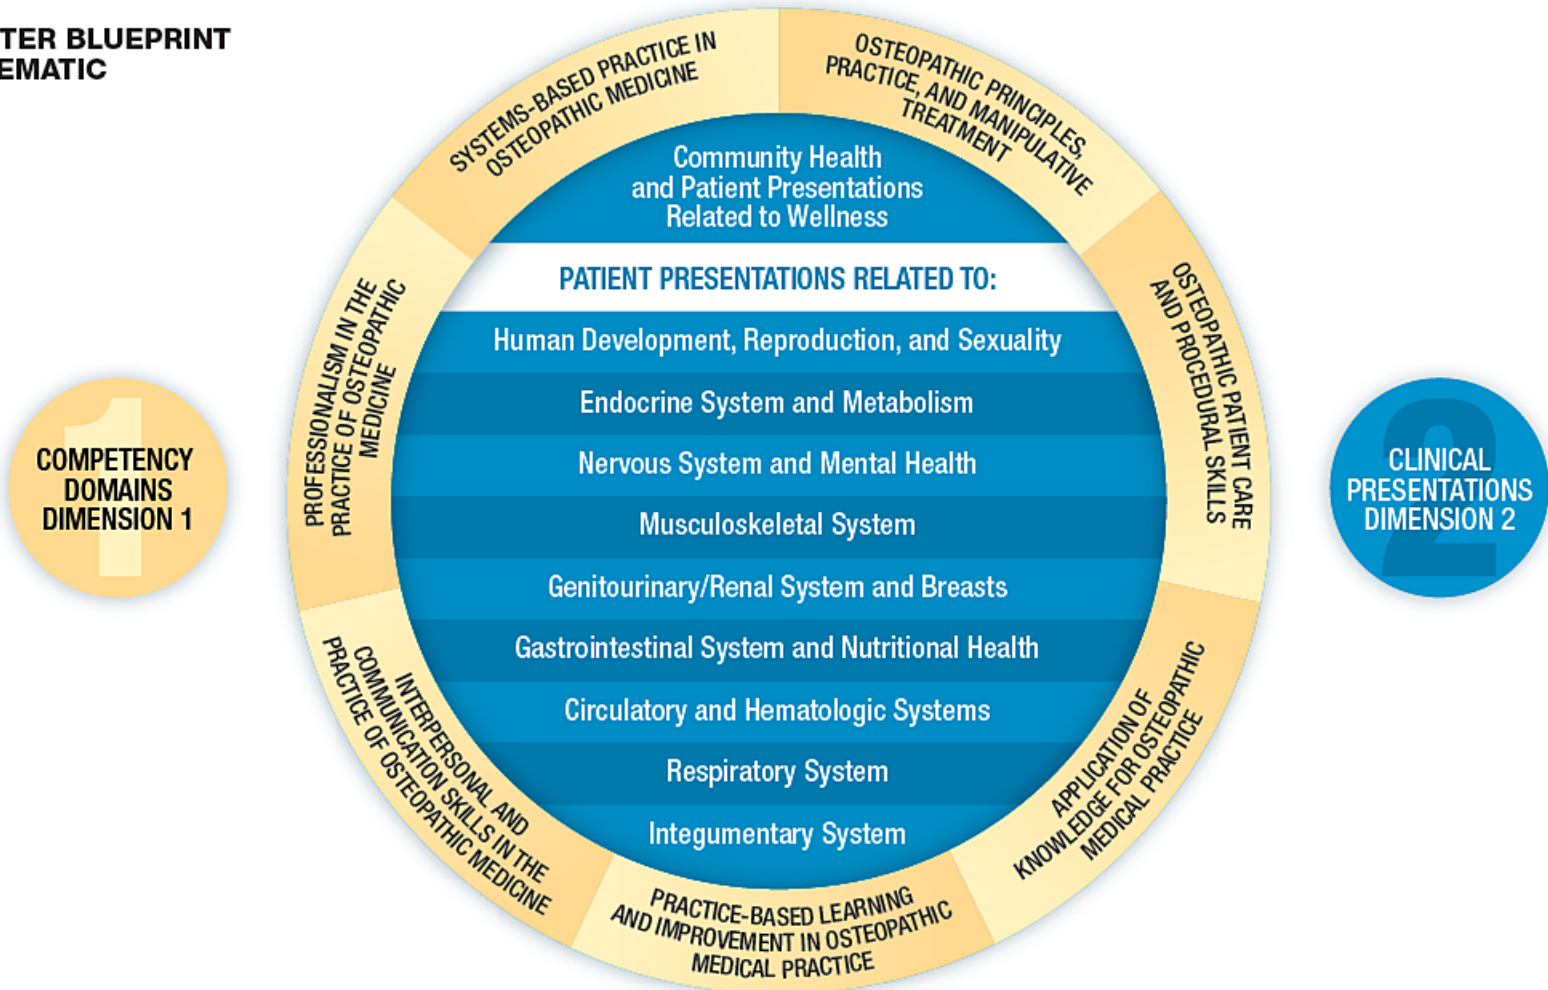 TER BLUEPRINT
EMATIC
SYSTEMS-BASED PRACTICE IN
OSTEOPATHIC MEDICINE
OSTEOPATHIC PRINCIPLES,
PRACTICE, AND MANIPULATIVE
TREATMENT
OSTEOPATHIC PATIENT CARE
AND PROCEDURAL SKILLS
APPLICATION OF
KNOWLEDGE FOR OSTEOPATHIC
MEDICAL PRACTICE
PRACTICE-BASED LEARNING
AND IMPROVEMENT IN OSTEOPATHIC
MEDICAL PRACTICE
INTERPERSONAL AND
COMMUNICATION SKILLS IN THE
PRACTICE OF OSTEOPATHIC MEDICINE
PROFESSIONALISM IN THE
PRACTICE OF OSTEOPATHIC
MEDICINE
Community Health
and Patient Presentations
Related to Wellness
PATIENT PRESENTATIONS RELATED TO:
Human Development, Reproduction, and Sexuality
Endocrine System and Metabolism
Nervous System and Mental Health
Musculoskeletal System
Genitourinary/Renal System and Breasts
Gastrointestinal System and Nutritional Health
Circulatory and Hematologic Systems
Respiratory System
Integumentary System
1
COMPETENCY
DOMAINS
DIMENSION 1
2
CLINICAL
PRESENTATIONS
DIMENSION 2